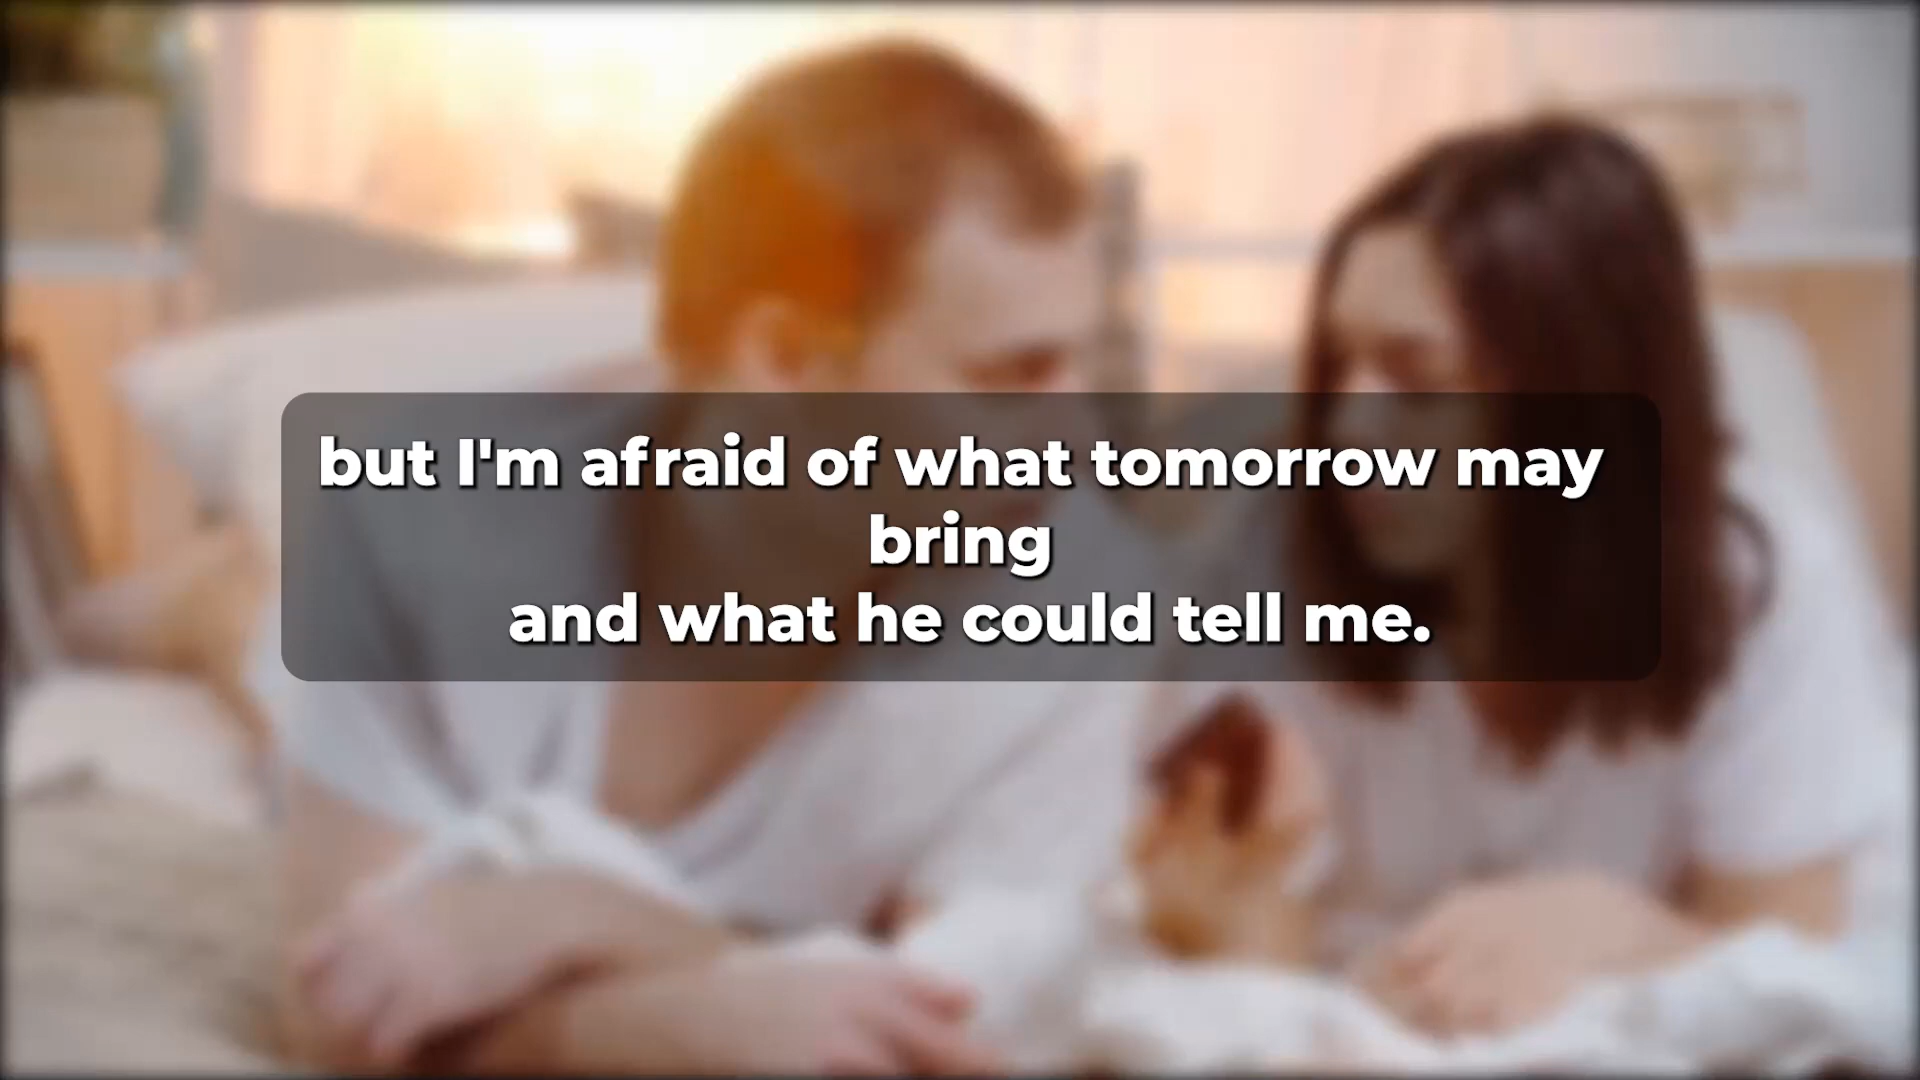 but I'm afraid of what tomorrow may
bring
and what he could tell me.